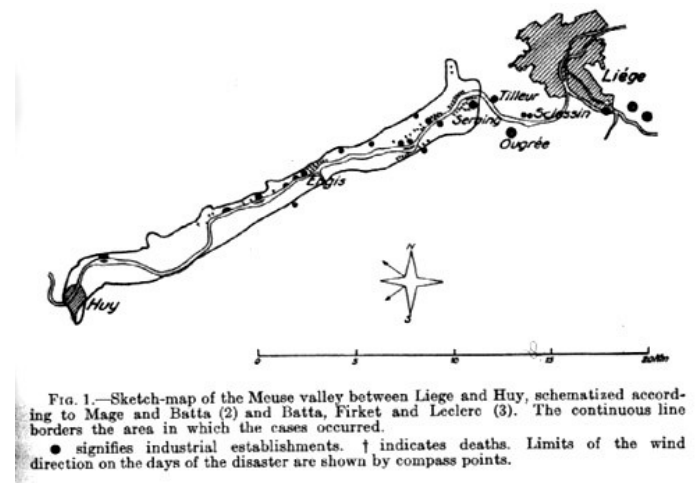 Liége
Tilleur
Seraing
Sclessin
Ougrée
Engis
Huy
N
S
0 5 10 15 20 Km
FIG. 1.—Sketch-map of the Meuse valley between Liege and Huy, schematized accord-
ing to Mage and Batta (2) and Batta, Firket and Leclerc (3). The continuous line
borders the area in which the cases occurred.
● signifies industrial establishments. † indicates deaths. Limits of the wind
direction on the days of the disaster are shown by compass points.